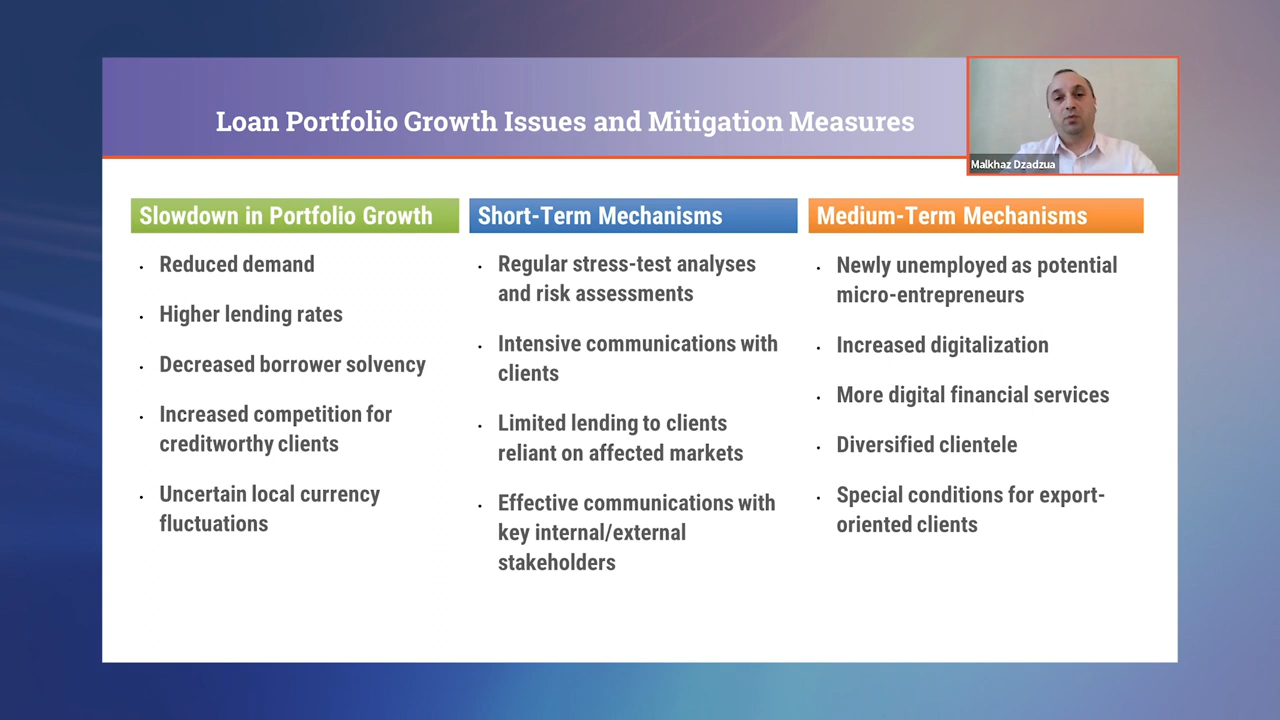 Loan Portfolio Growth Issues and Mitigation Measures
Malkhaz Dzadzua
Slowdown in Portfolio Growth
Reduced demand
Higher lending rates
Decreased borrower solvency
Increased competition for
creditworthy clients
Uncertain local currency
fluctuations
Short-Term Mechanisms
Regular stress-test analyses
and risk assessments
Intensive communications with
clients
Limited lending to clients
reliant on affected markets
Effective communications with
key internal/external
stakeholders
Medium-Term Mechanisms
Newly unemployed as potential
micro-entrepreneurs
Increased digitalization
More digital financial services
Diversified clientele
Special conditions for export-
oriented clients